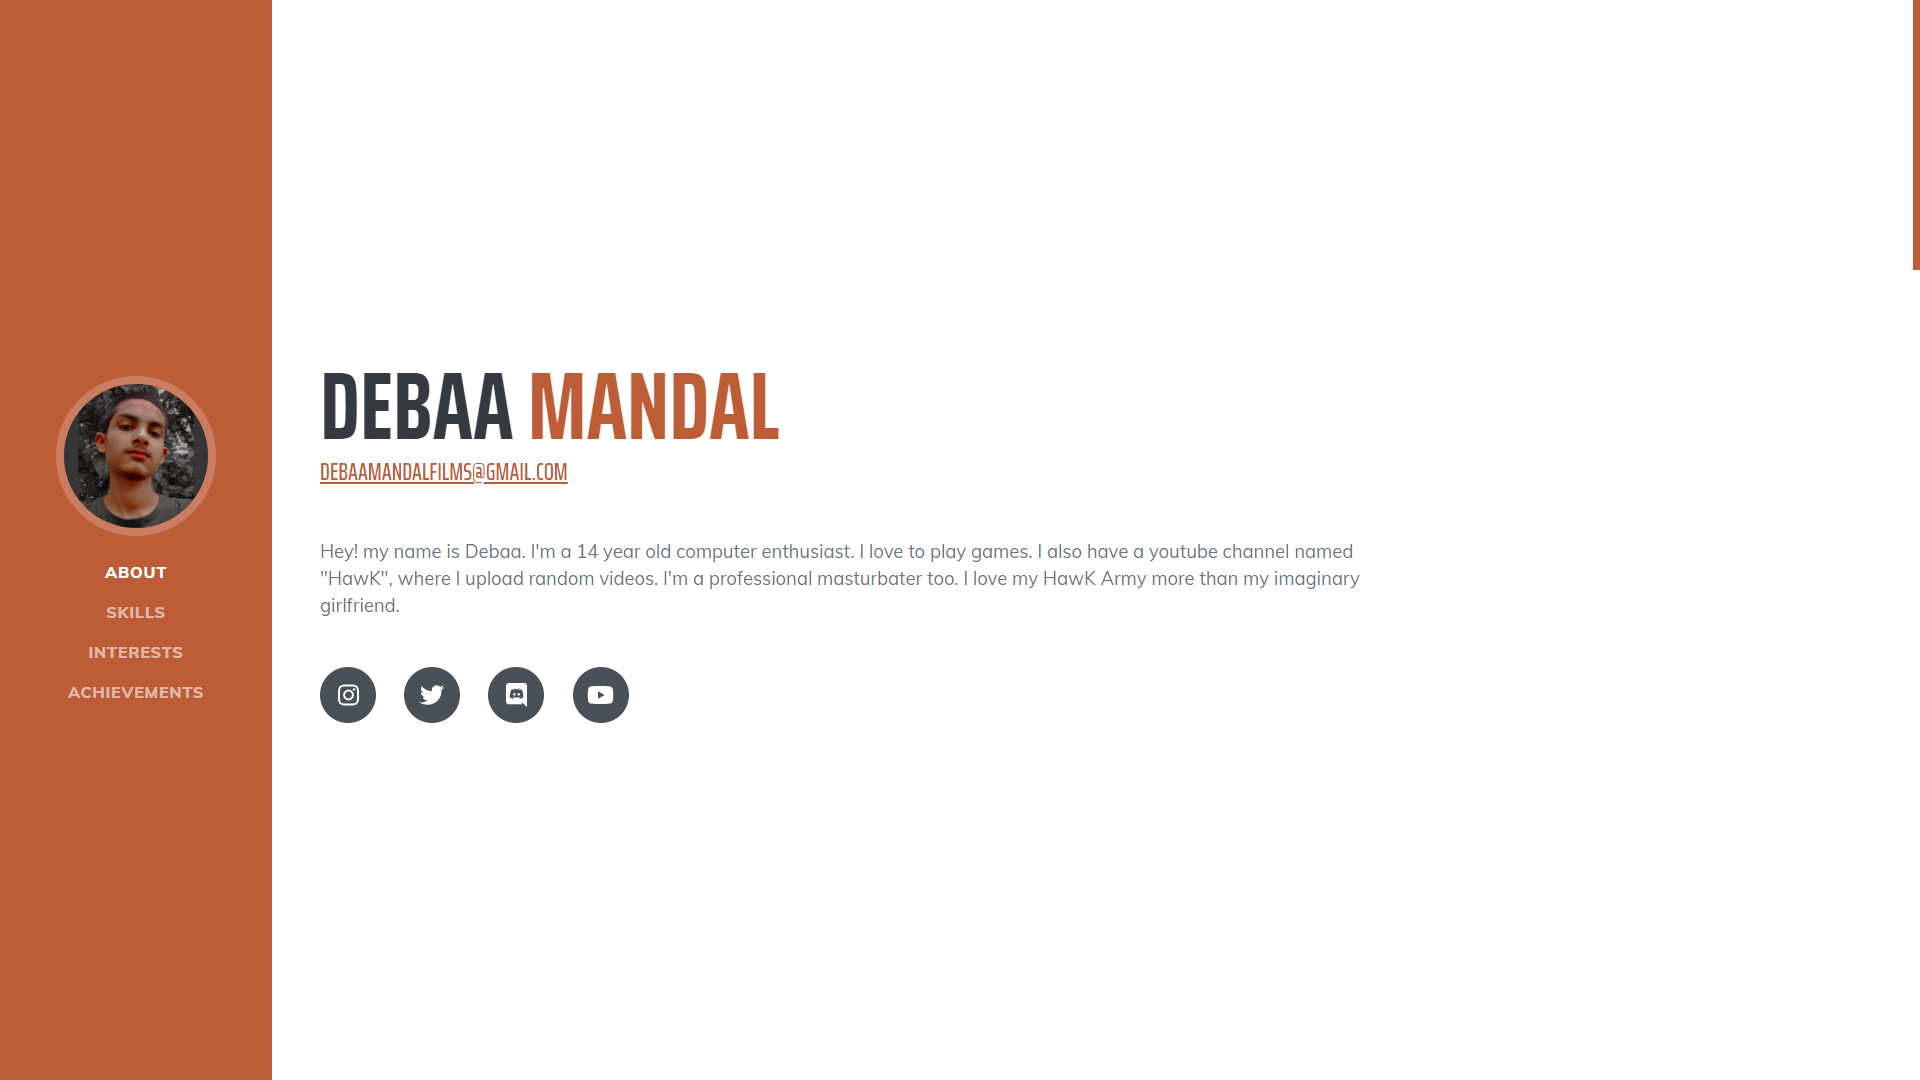 ABOUT
SKILLS
INTERESTS
ACHIEVEMENTS
DEBAA MANDAL
DEBAAMANDALFILMS@GMAIL.COM
Hey! my name is Debaa. I'm a 14 year old computer enthusiast. I love to play games. I also have a youtube channel named
"HawK", where I upload random videos. I'm a professional masturbater too. I love my HawK Army more than my imaginary
girlfriend.